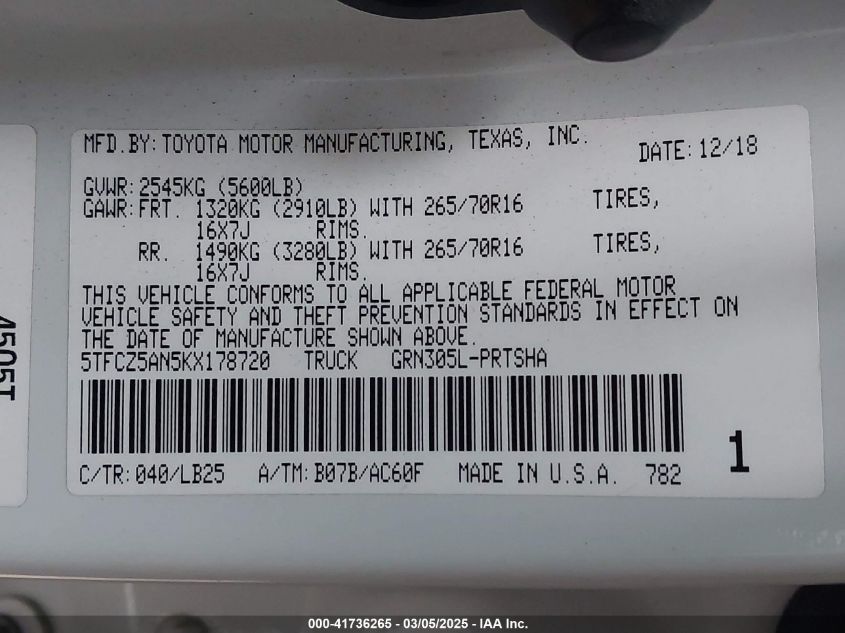 MFD.BY: TOYOTA MOTOR MANUFACTURING, TEXAS, INC. DATE: 12/18
GVWR: 2545KG (5600LB)
GAWR: FRT. 1320KG (2910LB) WITH 265/70R16 TIRES,
16X7J RIMS.
RR. 1490KG (3280LB) WITH 265/70R16 TIRES,
16X7J RIMS.
THIS VEHICLE CONFORMS TO ALL APPLICABLE FEDERAL MOTOR
VEHICLE SAFETY AND THEFT PREVENTION STANDARDS IN EFFECT ON
THE DATE OF MANUFACTURE SHOWN ABOVE.
5TFCZ5AN5KX178720 TRUCK GRN305L-PRTSHA
1
C/TR: 040/LB25 A/TM: B07B/AC60F MADE IN U.S.A. 782
4505T
000-41736265 - 03/05/2025 - IAA Inc.